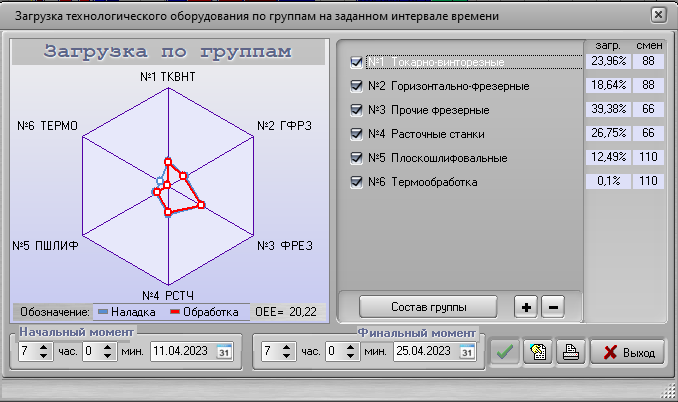 Загрузка технологического оборудования по группам на заданном интервале времени
Загрузка по группам
№1 ТКВНТ
№6 ТЕРМО
№2 ГФРЗ
№5 ПШЛИФ
№3 ФРЕЗ
№4 РСТЧ
Обозначение: Наладка Обработка OEE= 20,22
загр. смен
№1 Токарно-винторезные 23,96% 88
№2 Горизонтально-фрезерные 18,64% 88
№3 Прочие фрезерные 39,38% 66
№4 Расточные станки 26,75% 66
№5 Плоскошлифовальные 12,49% 110
№6 Термообработка 0,1% 110
Состав группы
Начальный момент
7 час. 0 мин. 11.04.2023 31
Финальный момент
7 час. 0 мин. 25.04.2023 31
Выход